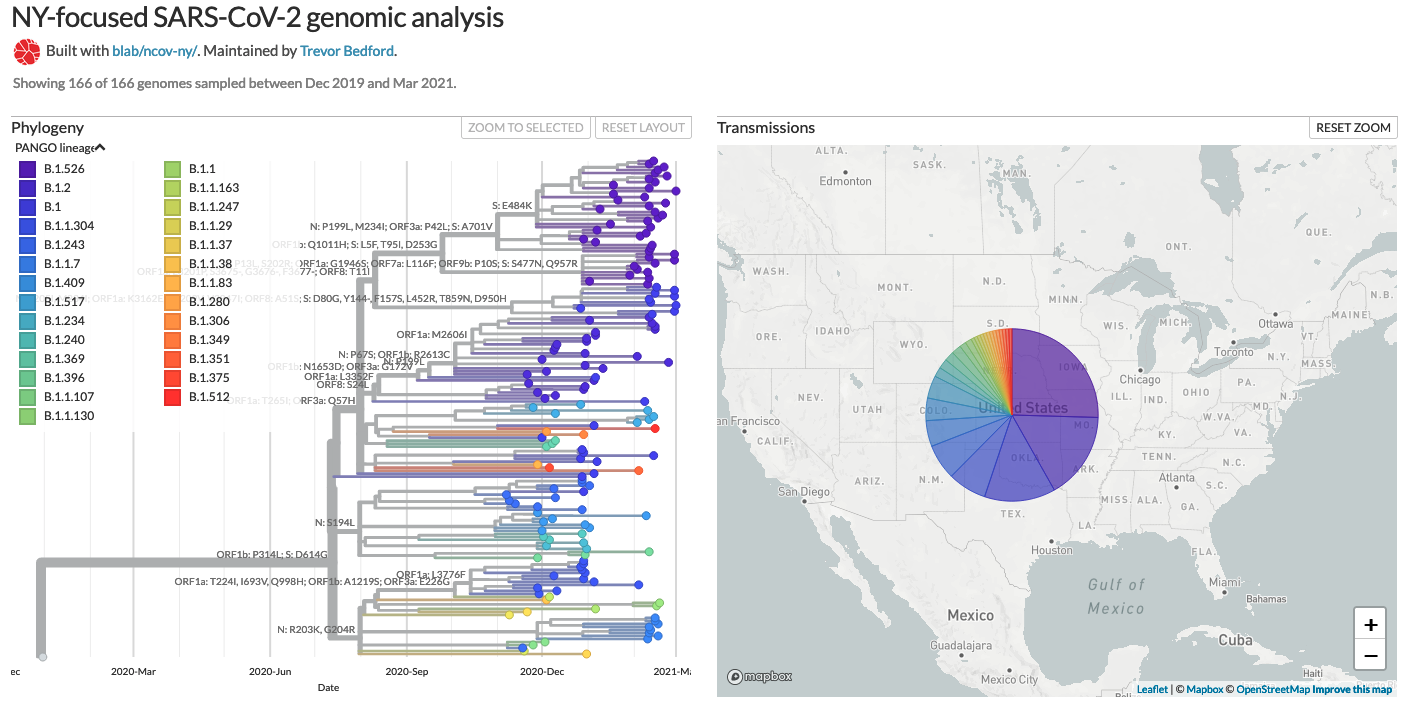 NY-focused SARS-CoV-2 genomic analysis
Built with blab/ncov-ny/. Maintained by Trevor Bedford.
Showing 166 of 166 genomes sampled between Dec 2019 and Mar 2021.
Phylogeny
ZOOM TO SELECTED
RESET LAYOUT
PANGO lineage
B.1.526
B.1.2
B.1
B.1.1.304
B.1.243
B.1.1.7
B.1.409
B.1.517
B.1.234
B.1.240
B.1.369
B.1.396
B.1.1.107
B.1.1.130
B.1.1
B.1.1.163
B.1.1.247
B.1.1.29
B.1.1.37
B.1.1.38
B.1.1.83
B.1.280
B.1.306
B.1.349
B.1.351
B.1.375
B.1.512
S: E484K
N: P199L, M234I; ORF3a: P42L; S: A701V
Q1011H; S: L5F, T95I, D253G
ORF1a: G1946S; ORF7a: L116F; ORF9b: P10S; S: S477N, Q957R
ORF8: T11I
S: D80G, Y144-, F157S, L452R, T859N, D950H
ORF1a: M2606I
N: P67S; ORF1b: R2613C
N: P199L
N1653D; ORF3a: G172V
ORF1a: L3352F
ORF8: S24L
ORF1a: T265I; ORF3a: Q57H
N: S194L
ORF1b: P314L; S: D614G
ORF1a: L3776F
ORF1a: T224I, I693V, Q998H; ORF1b: A1219S; ORF3a: E226G
N: R203K, G204R
ec
2020-Mar
2020-Jun
2020-Sep
2020-Dec
2021-Ma
Date
Transmissions
RESET ZOOM
ALTA.
Edmonton
SASK.
MAN.
ONT.
QUE.
WASH.
MONT.
N.D.
MINN.
N.B.
MAINE
Ottawa
ORE.
IDAHO
WYO.
S.D.
WIS.
MICH.
Toronto
N.Y.
MASS.
IOWA
Chicago
PA.
NEV.
UTAH
COLO.
United States
ILL.
IND.
OHIO
MD.
N.J.
an Francisco
CALIF.
MO.
W.VA.
KY.
VA.
OKLA.
ARK.
TENN.
N.C.
San Diego
ARIZ.
N.M.
Atlanta
S.C.
TEX.
MISS.
ALA.
GA.
LA.
Houston
FLA.
Gulf of
Mexico
Miami
Bahamas
Mexico
Cuba
Guadalajara
Mexico City
Haiti
+
−
mapbox
Leaflet | © Mapbox © OpenStreetMap Improve this map